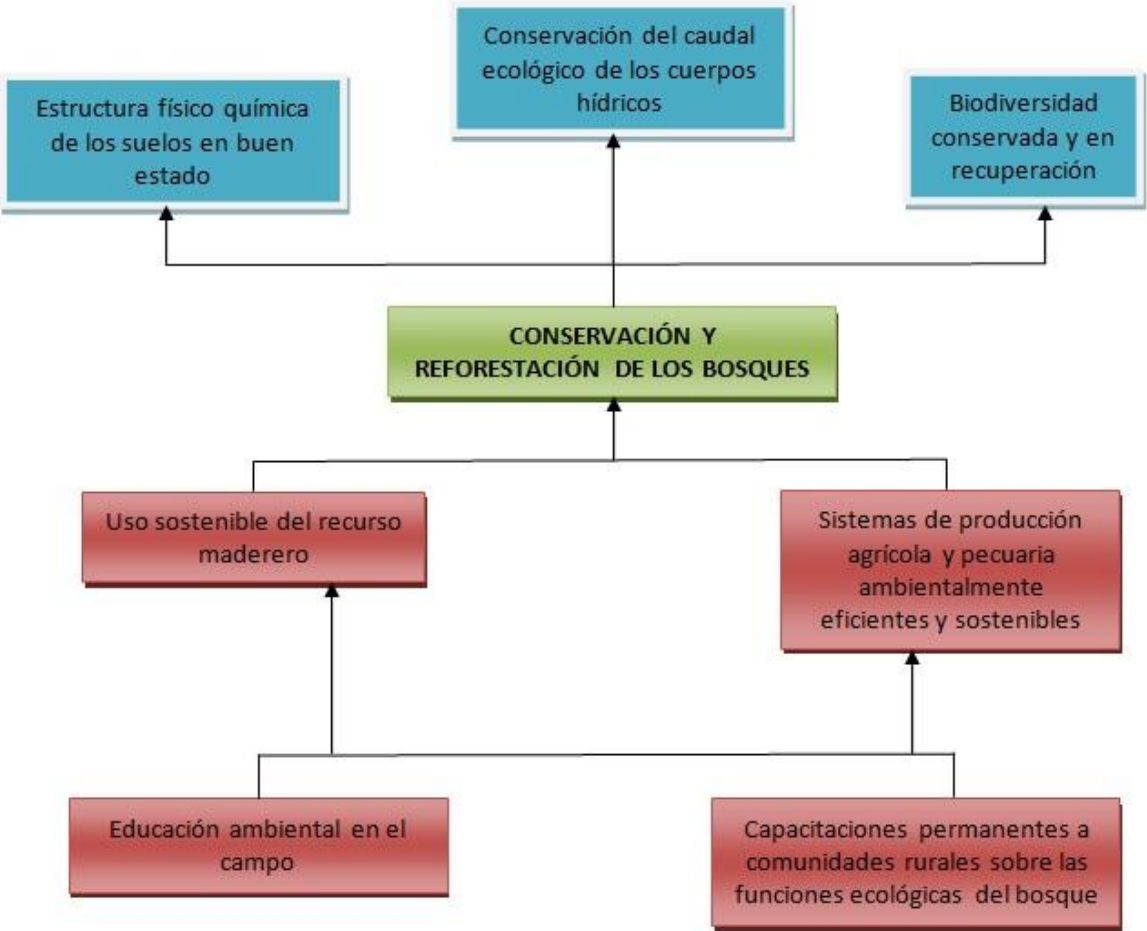 Conservación del caudal
ecológico de los cuerpos
hídricos
Estructura físico química
de los suelos en buen
estado
Biodiversidad
conservada y en
recuperación
CONSERVACIÓN Y
REFORESTACIÓN DE LOS BOSQUES
Uso sostenible del recurso
maderero
Sistemas de producción
agrícola y pecuaria
ambientalmente
eficientes y sostenibles
Educación ambiental en el
campo
Capacitaciones permanentes a
comunidades rurales sobre las
funciones ecológicas del bosque